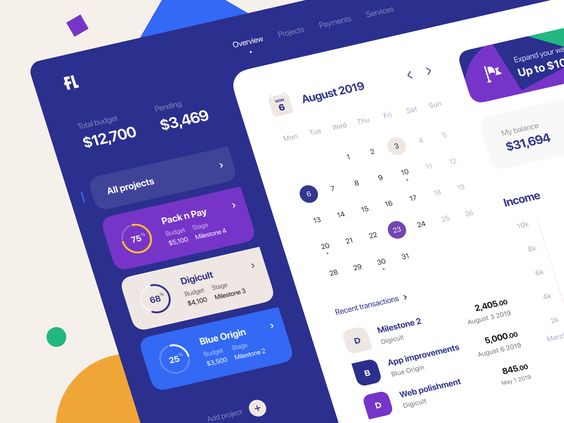 FL
Overview
Projects
Payments
Services
Total budget
$12,700
Pending
$3,469
All projects
75%
Pack n Pay
Budget Stage
$5,100 Milestone 4
68%
Digicult
Budget Stage
$4,100 Milestone 3
25%
Blue Origin
Budget Stage
$3,500 Milestone 2
Add project +
MON
6
August 2019
Mon Tue Wed Thu Fri Sat Sun
1 2 3 4 5
6 7 8 9 10 11 12
13 14 15 16 17 18 19
20 21 22 23 24 25 26
28 29 30 31
Recent transactions
D
Milestone 2
Digicult
2,405.00
August 3 2019
B
App improvements
Blue Origin
5,000.00
August 6 2019
D
Web polishment
Digicult
845.00
May 1 2019
Expand your wa
Up to $10
My balance
$31,694
Income
10k
8k
6k
4k
2k
March